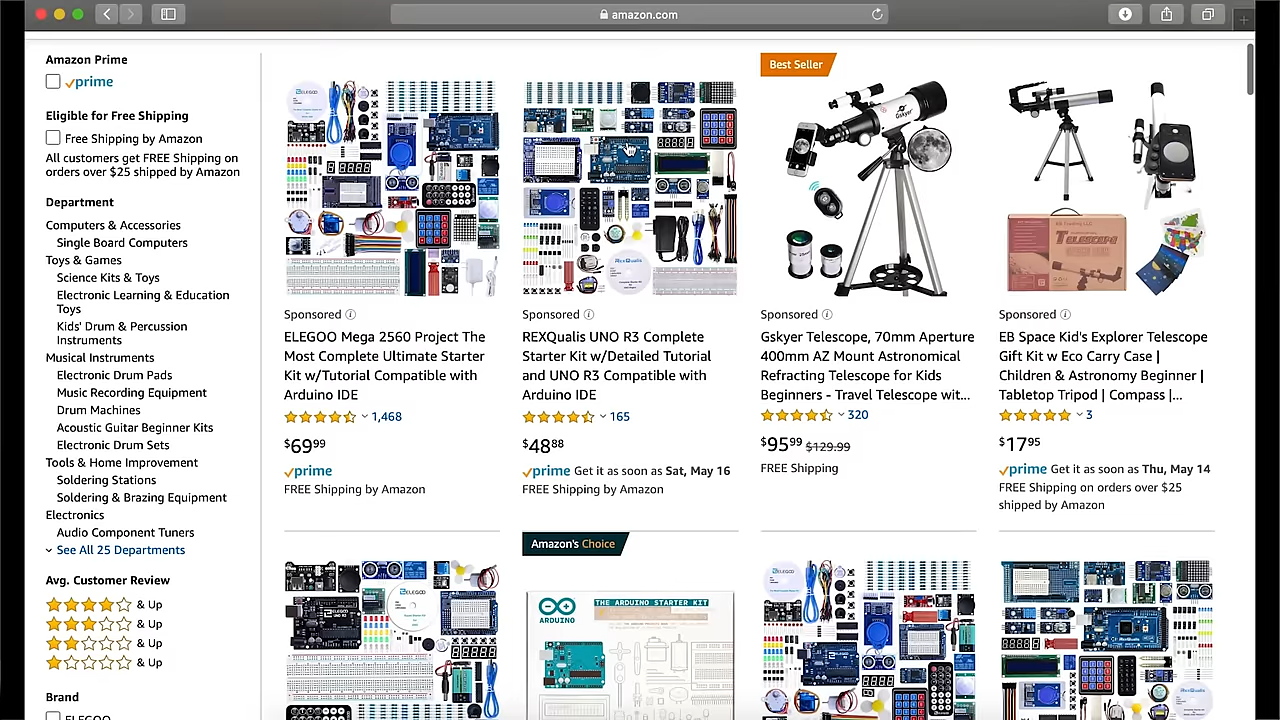 amazon.com
Amazon Prime
prime
Eligible for Free Shipping
Free Shipping by Amazon
All customers get FREE Shipping on
orders over $25 shipped by Amazon
Department
Computers & Accessories
Single Board Computers
Toys & Games
Science Kits & Toys
Electronic Learning & Education
Toys
Kids' Drum & Percussion
Instruments
Musical Instruments
Electronic Drum Pads
Music Recording Equipment
Drum Machines
Acoustic Guitar Beginner Kits
Electronic Drum Sets
Tools & Home Improvement
Soldering Stations
Soldering & Brazing Equipment
Electronics
Audio Component Tuners
See All 25 Departments
Avg. Customer Review
& Up
& Up
& Up
& Up
Brand
ELEGOO
Sponsored
ELEGOO Mega 2560 Project The
Most Complete Ultimate Starter
Kit w/Tutorial Compatible with
Arduino IDE
1,468
$6999
prime
FREE Shipping by Amazon
Sponsored
REXQualis UNO R3 Complete
Starter Kit w/Detailed Tutorial
and UNO R3 Compatible with
Arduino IDE
165
$4888
prime Get it as soon as Sat, May 16
FREE Shipping by Amazon
Best Seller
Gskyer
Sponsored
Gskyer Telescope, 70mm Aperture
400mm AZ Mount Astronomical
Refracting Telescope for Kids
Beginners - Travel Telescope wit...
320
$9599 $129.99
FREE Shipping
TELESCOPE
Sponsored
EB Space Kid's Explorer Telescope
Gift Kit w Eco Carry Case |
Children & Astronomy Beginner |
Tabletop Tripod | Compass |...
3
$1795
prime Get it as soon as Thu, May 14
FREE Shipping on orders over $25
shipped by Amazon
Amazon's Choice
ARDUINO
THE ARDUINO STARTER KIT